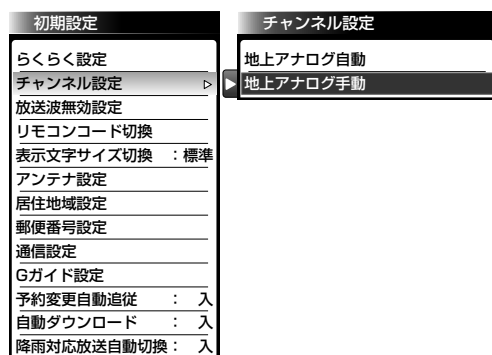 初期設定
らくらく設定
チャンネル設定
放送波無効設定
リモコンコード切換
表示文字サイズ切換 ：標準
アンテナ設定
居住地域設定
郵便番号設定
通信設定
Gガイド設定
予約変更自動追従 ： 入
自動ダウンロード ： 入
降雨対応放送自動切換： 入
チャンネル設定
地上アナログ自動
地上アナログ手動